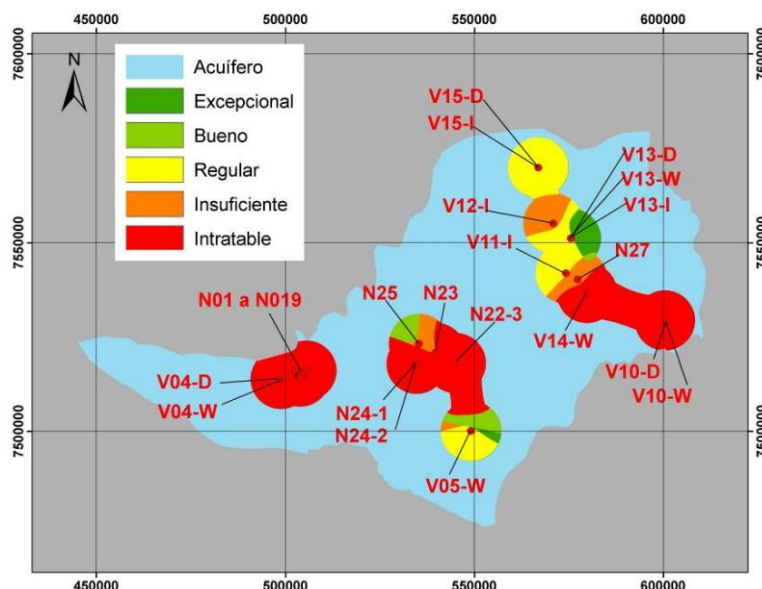 450000
500000
550000
600000
7600000
7600000
N
Acuífero
Excepcional
Bueno
Regular
Insuficiente
Intratable
V15-D
V15-I
V13-D
V13-W
V13-I
V12-I
V11-I
N27
7550000
7550000
N01 a N019
N25
N23
N22-3
V14-W
V04-D
V04-W
V10-D
V10-W
N24-1
N24-2
7500000
7500000
V05-W
450000
500000
550000
600000